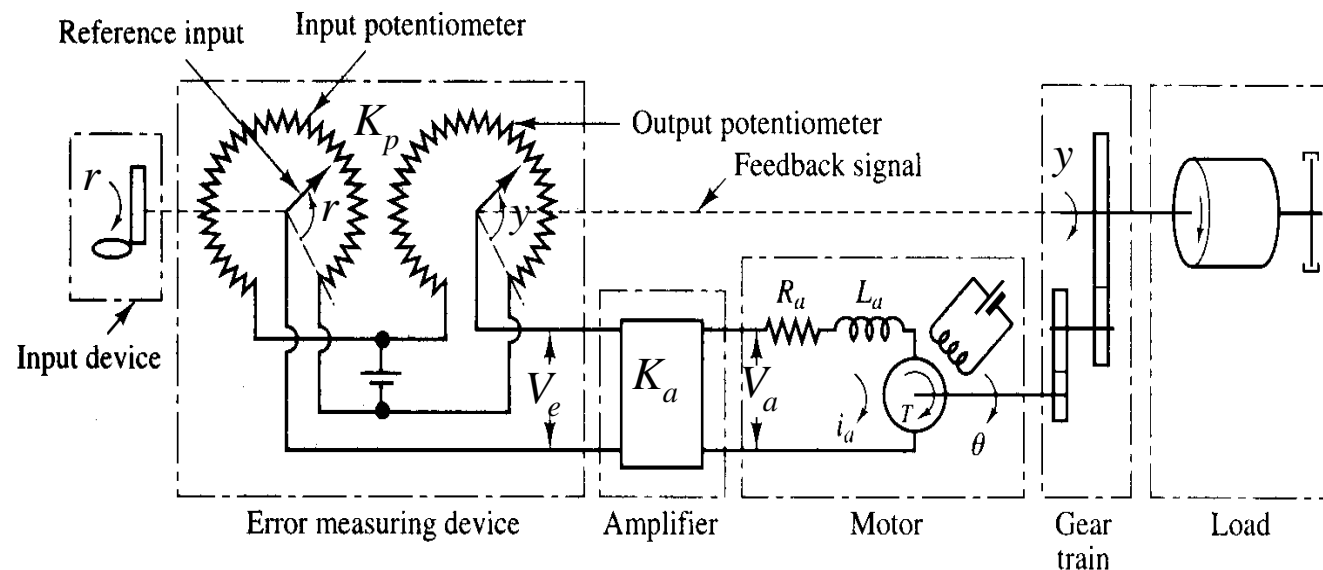 Reference input
Input potentiometer
K_p
Output potentiometer
Feedback signal
r
r
y
y
Input device
R_a
L_a
V_e
K_a
V_a
i_a
T
θ
Error measuring device
Amplifier
Motor
Gear
train
Load